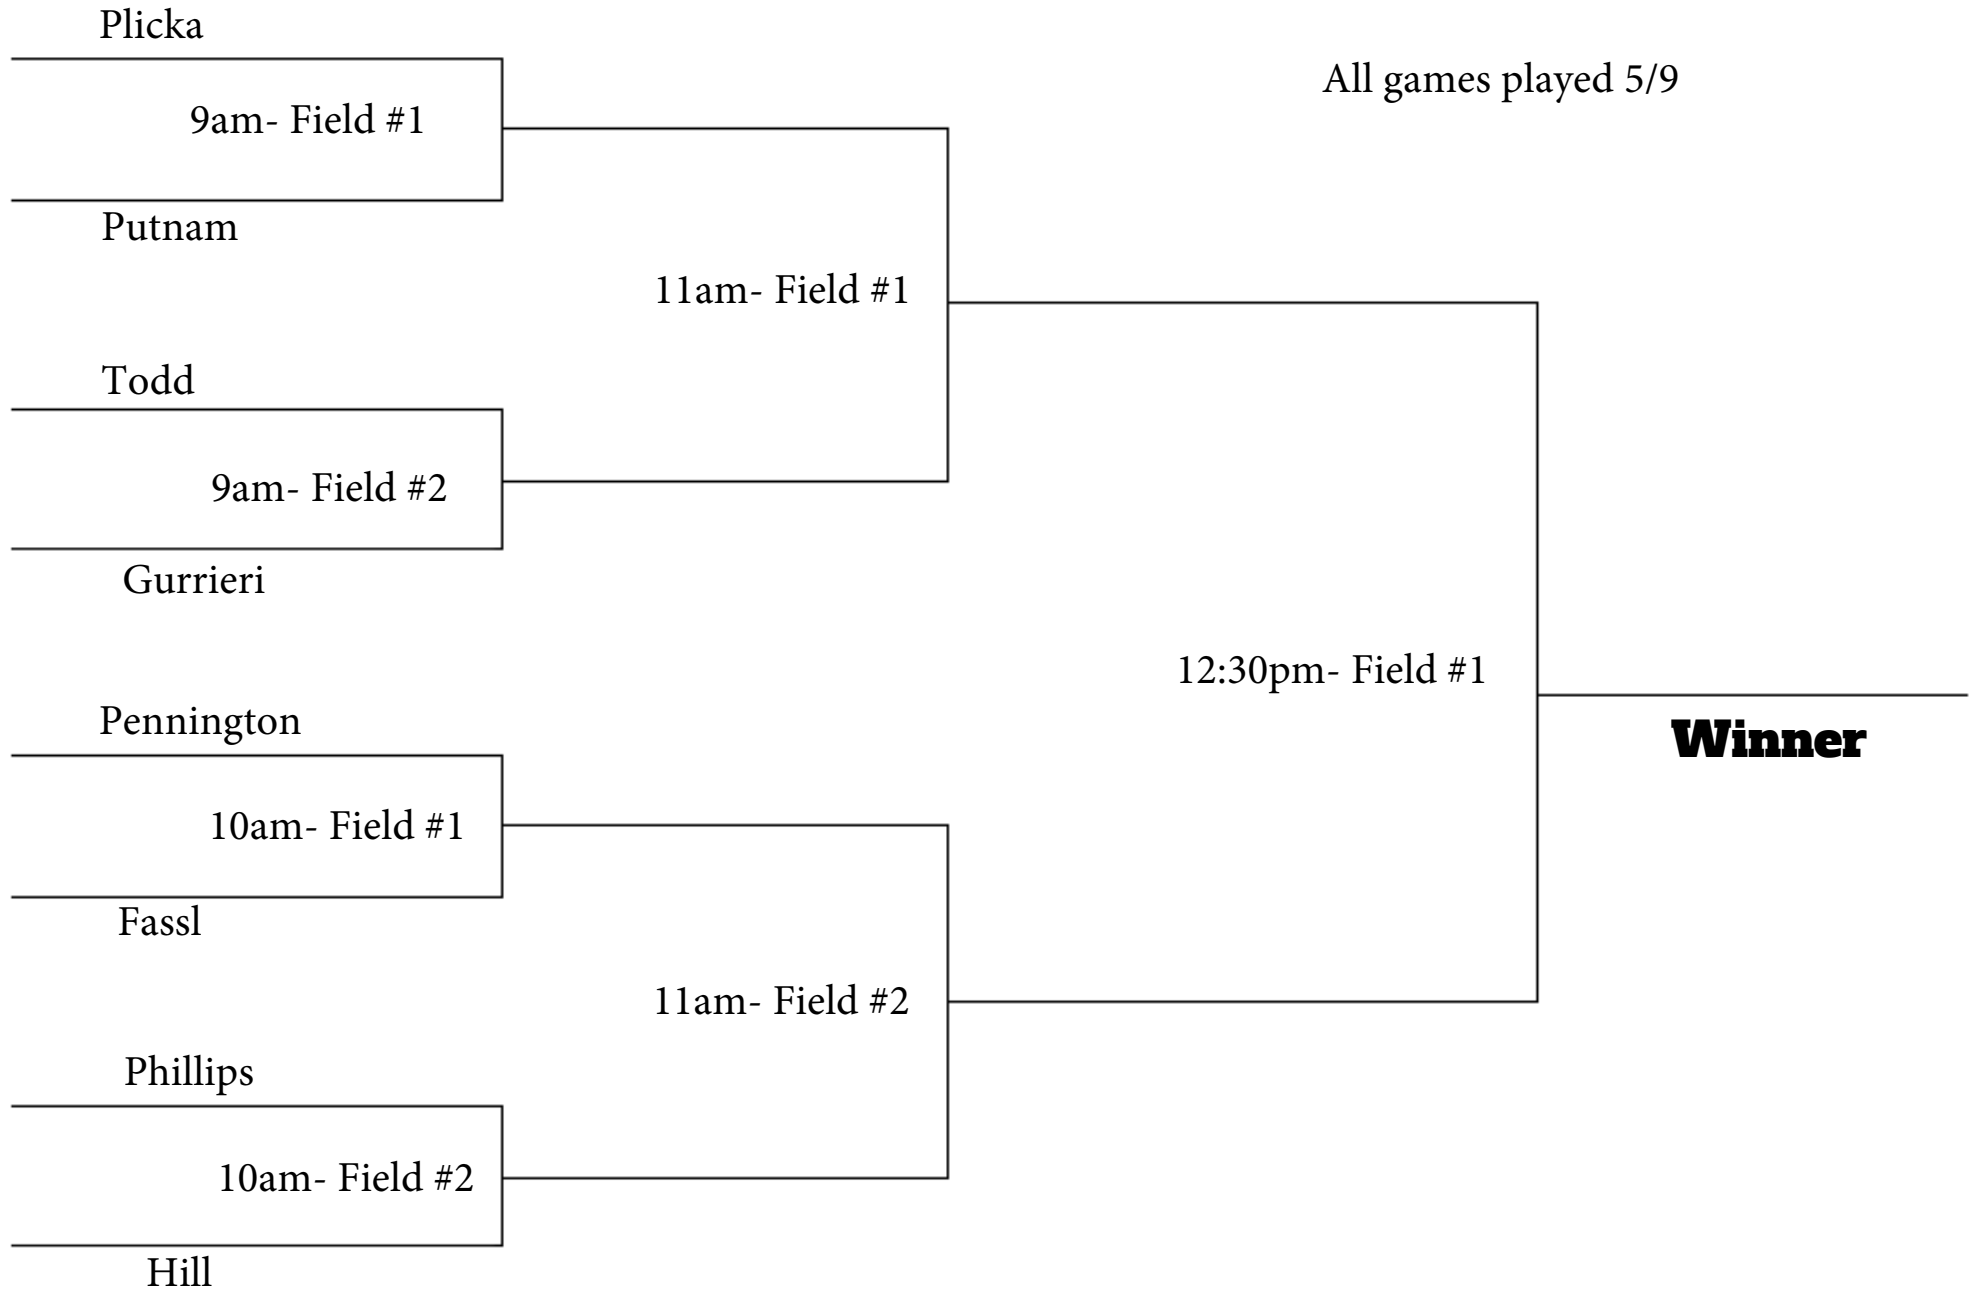 Plicka
All games played 5/9
9am- Field #1
Putnam
11am- Field #1
Todd
9am- Field #2
Gurrieri
12:30pm- Field #1
Winner
Pennington
10am- Field #1
Fassl
11am- Field #2
Phillips
10am- Field #2
Hill